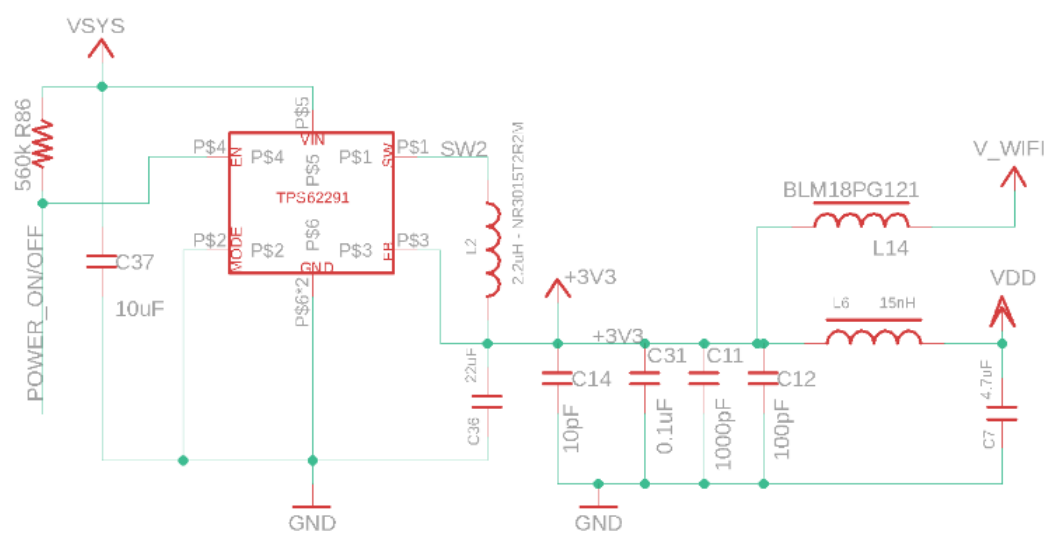 VSYS
560k R86
P$4
EN
P$4
P$5
VIN
P$5
P$1
SW
P$1
SW2
TPS62291
P$2
MODE
P$2
P$6
GND
P$3
FB
P$3
P$6*2
POWER_ON/OFF
C37
10uF
L2
2.2uH - NR3015T2R2M
22uF
C36
GND
+3V3
+3V3
C14
10pF
C31
0.1uF
C11
1000pF
C12
100pF
GND
V_WIFI
BLM18PG121
L14
VDD
L6 15nH
4.7uF
C7